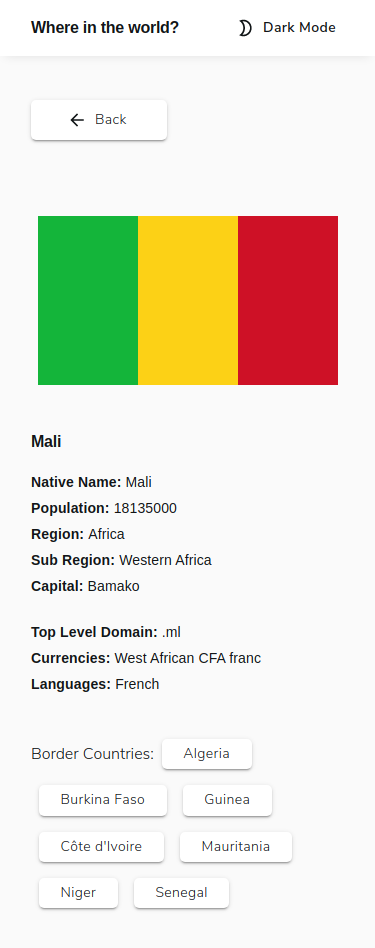 Where in the world?
Dark Mode
Back
Mali
Native Name: Mali
Population: 18135000
Region: Africa
Sub Region: Western Africa
Capital: Bamako
Top Level Domain: .ml
Currencies: West African CFA franc
Languages: French
Border Countries: Algeria
Burkina Faso Guinea
Côte d'Ivoire Mauritania
Niger Senegal